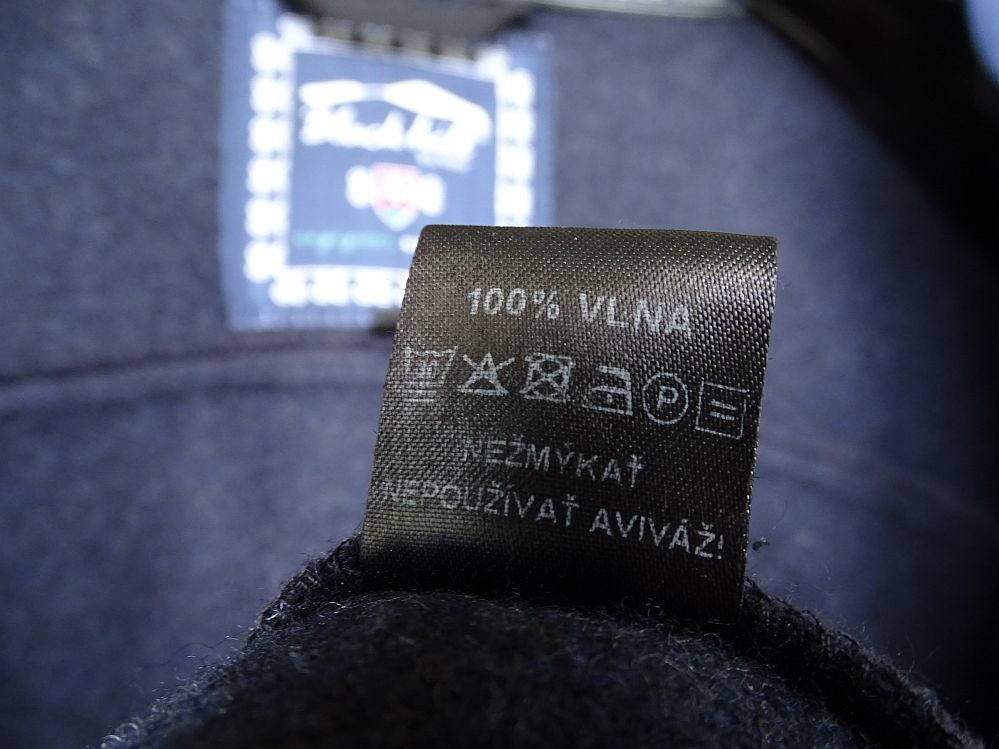 100% VLNA
P
NEŽMÝKAŤ
NEPOUŽÍVAŤ AVIVÁŽ!